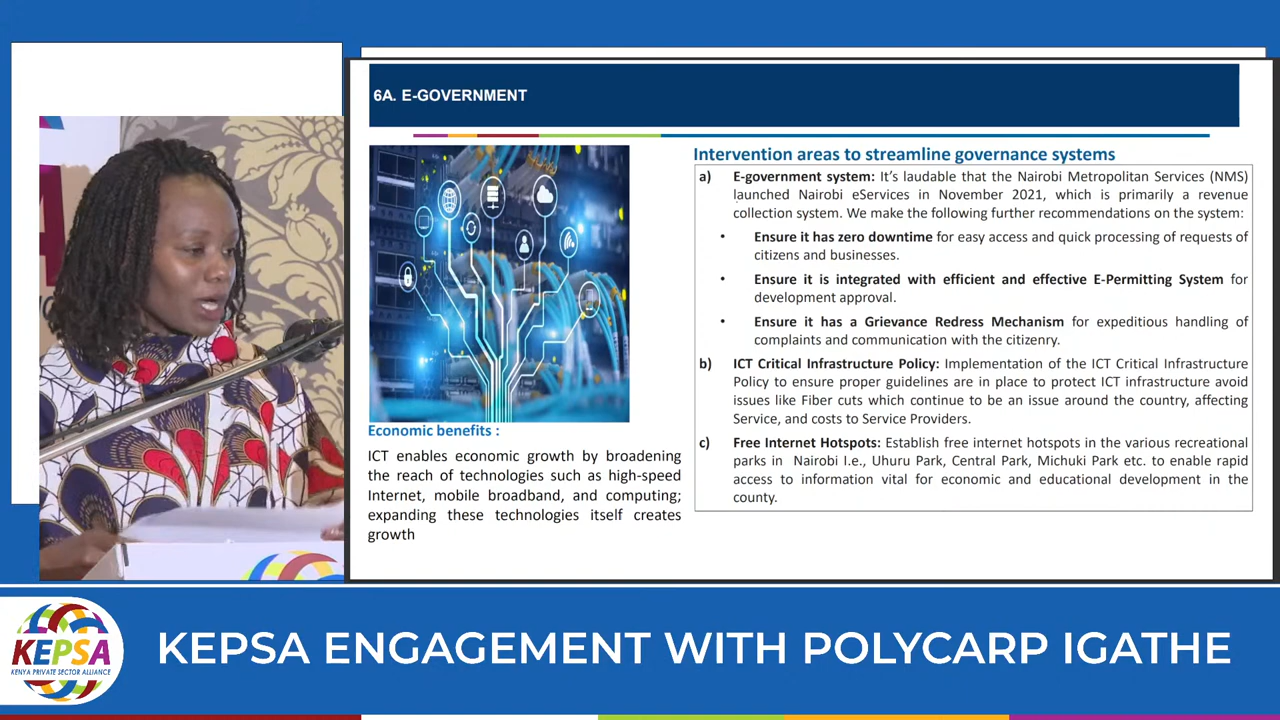 6A. E-GOVERNMENT
Intervention areas to streamline governance systems
a) E-government system: It's laudable that the Nairobi Metropolitan Services (NMS)
launched Nairobi eServices in November 2021, which is primarily a revenue
collection system. We make the following further recommendations on the system:
• Ensure it has zero downtime for easy access and quick processing of requests of
citizens and businesses.
• Ensure it is integrated with efficient and effective E-Permitting System for
development approval.
• Ensure it has a Grievance Redress Mechanism for expeditious handling of
complaints and communication with the citizenry.
b) ICT Critical Infrastructure Policy: Implementation of the ICT Critical Infrastructure
Policy to ensure proper guidelines are in place to protect ICT infrastructure avoid
issues like Fiber cuts which continue to be an issue around the country, affecting
Service, and costs to Service Providers.
c) Free Internet Hotspots: Establish free internet hotspots in the various recreational
parks in Nairobi I.e., Uhuru Park, Central Park, Michuki Park etc. to enable rapid
access to information vital for economic and educational development in the
county.
Economic benefits :
ICT enables economic growth by broadening
the reach of technologies such as high-speed
Internet, mobile broadband, and computing;
expanding these technologies itself creates
growth
KEPSA
KENYA PRIVATE SECTOR ALLIANCE
KEPSA ENGAGEMENT WITH POLYCARP IGATHE